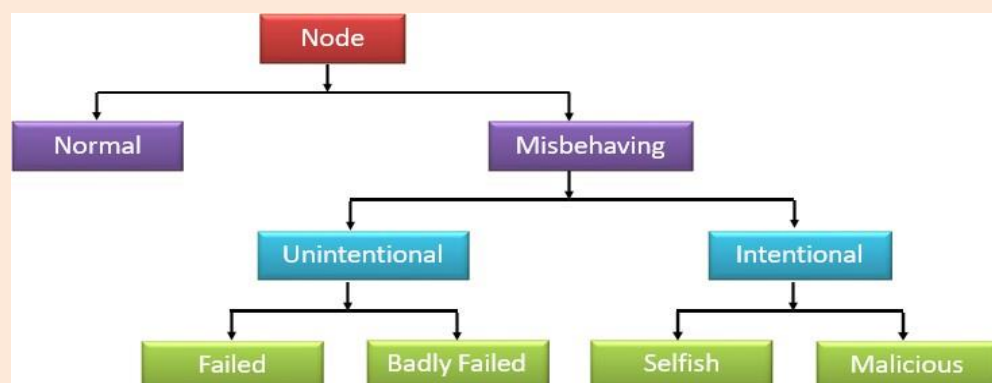 Node
Normal
Misbehaving
Unintentional
Intentional
Failed
Badly Failed
Selfish
Malicious